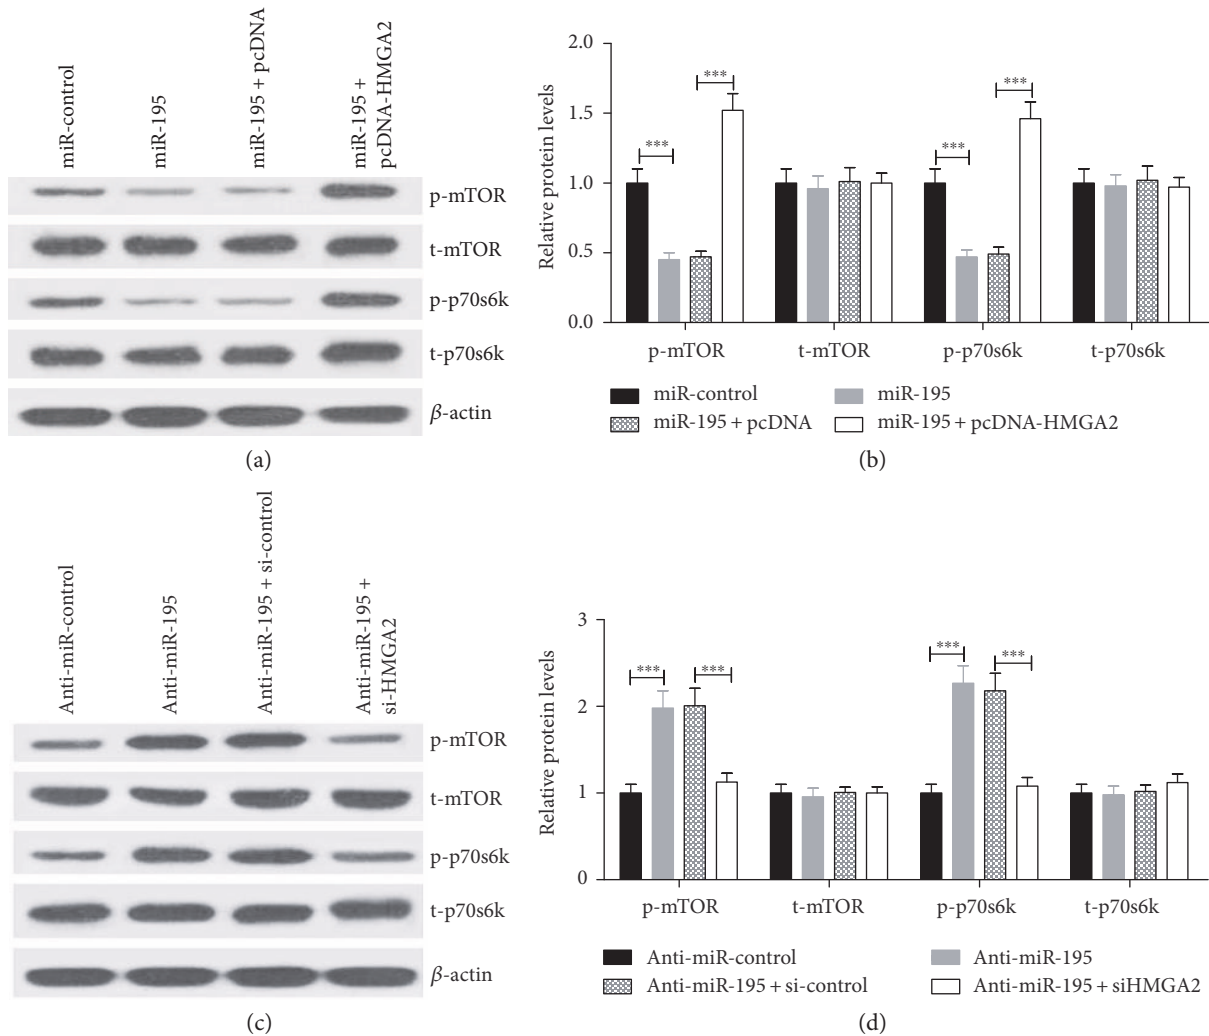 miR-control
miR-195
miR-195 + pcDNA
miR-195 +
pcDNA-HMGA2
p-mTOR
t-mTOR
p-p70s6k
t-p70s6k
β-actin
(a)
Relative protein levels
2.0
1.5
1.0
0.5
0.0
***
***
***
***
p-mTOR
t-mTOR
p-p70s6k
t-p70s6k
miR-control
miR-195
miR-195 + pcDNA
miR-195 + pcDNA-HMGA2
(b)
Anti-miR-control
Anti-miR-195
Anti-miR-195 + si-control
Anti-miR-195 +
si-HMGA2
p-mTOR
t-mTOR
p-p70s6k
t-p70s6k
β-actin
(c)
Relative protein levels
3
2
1
0
***
***
***
***
p-mTOR
t-mTOR
p-p70s6k
t-p70s6k
Anti-miR-control
Anti-miR-195
Anti-miR-195 + si-control
Anti-miR-195 + siHMGA2
(d)